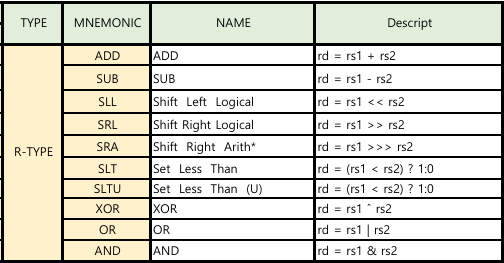 TYPE MNEMONIC NAME Descript
ADD ADD rd = rs1 + rs2
SUB SUB rd = rs1 - rs2
SLL Shift Left Logical rd = rs1 << rs2
SRL Shift Right Logical rd = rs1 >> rs2
R-TYPE SRA Shift Right Arith* rd = rs1 >>> rs2
SLT Set Less Than rd = (rs1 < rs2) ? 1:0
SLTU Set Less Than (U) rd = (rs1 < rs2) ? 1:0
XOR XOR rd = rs1 ^ rs2
OR OR rd = rs1 | rs2
AND AND rd = rs1 & rs2